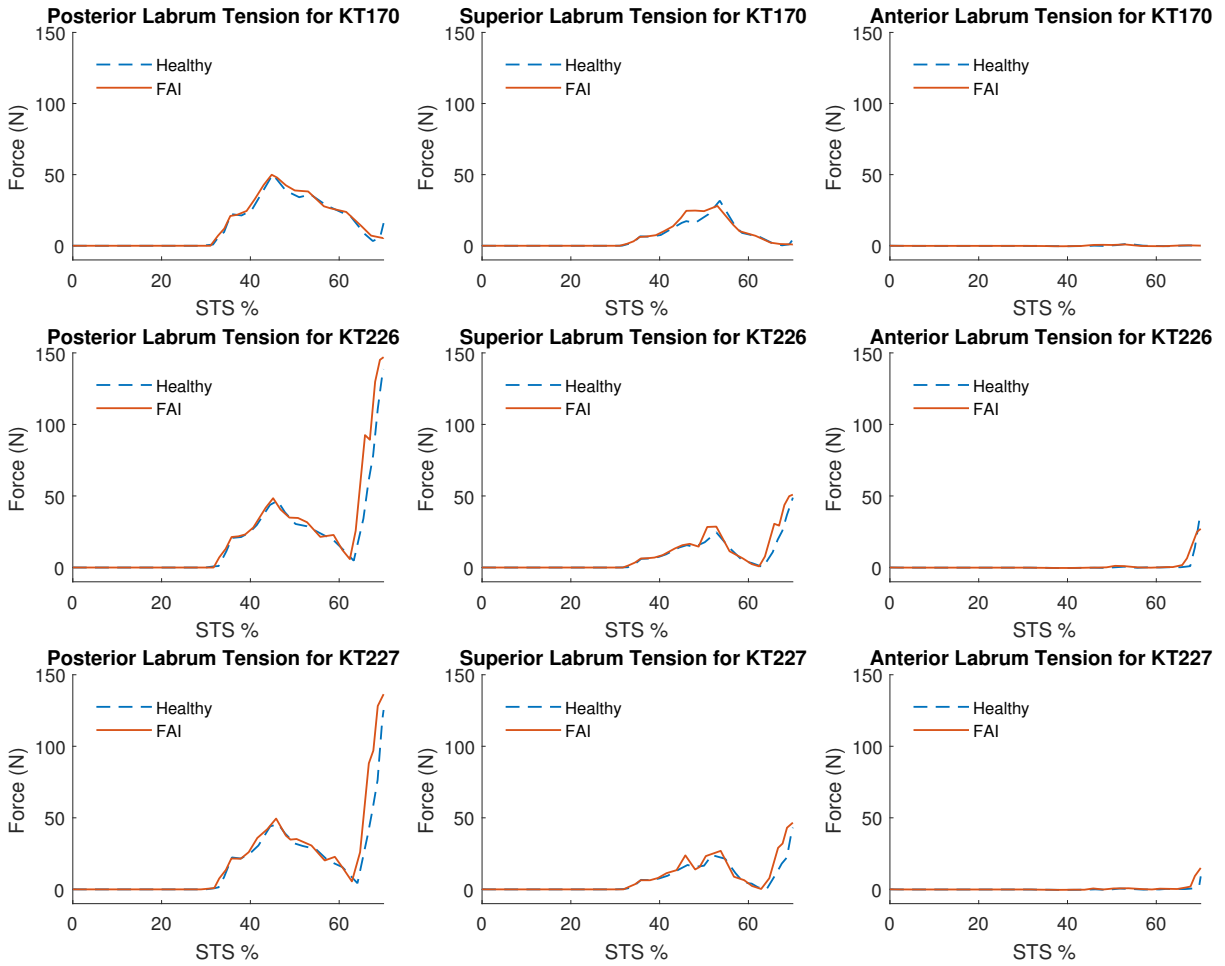 Posterior Labrum Tension for KT170
Force (N)
150
100
50
0
Healthy
FAI
0 20 40 60
STS %
Superior Labrum Tension for KT170
Force (N)
150
100
50
0
Healthy
FAI
0 20 40 60
STS %
Anterior Labrum Tension for KT170
Force (N)
150
100
50
0
Healthy
FAI
0 20 40 60
STS %
Posterior Labrum Tension for KT226
Force (N)
150
100
50
0
Healthy
FAI
0 20 40 60
STS %
Superior Labrum Tension for KT226
Force (N)
150
100
50
0
Healthy
FAI
0 20 40 60
STS %
Anterior Labrum Tension for KT226
Force (N)
150
100
50
0
Healthy
FAI
0 20 40 60
STS %
Posterior Labrum Tension for KT227
Force (N)
150
100
50
0
Healthy
FAI
0 20 40 60
STS %
Superior Labrum Tension for KT227
Force (N)
150
100
50
0
Healthy
FAI
0 20 40 60
STS %
Anterior Labrum Tension for KT227
Force (N)
150
100
50
0
Healthy
FAI
0 20 40 60
STS %